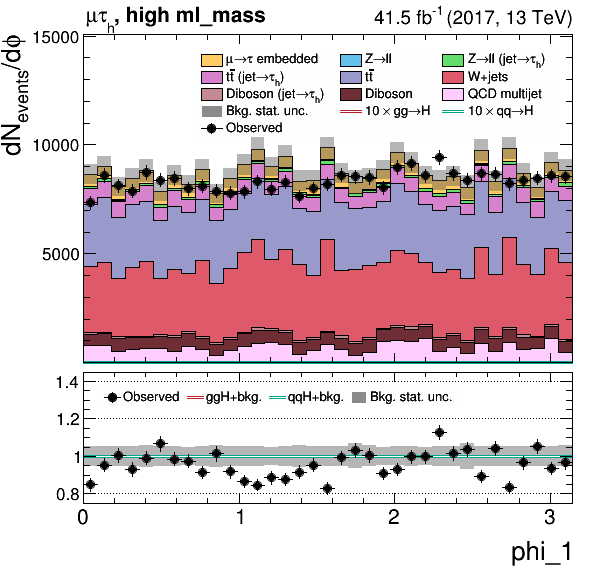 μτh, high ml_mass 41.5 fb⁻¹ (2017, 13 TeV)
dN_events/dϕ
15000
10000
5000
μ→τ embedded Z→ll Z→ll (jet→τh)
tt̄ (jet→τh) tt̄ W+jets
Diboson (jet→τh) Diboson QCD multijet
Bkg. stat. unc. 10 × gg→H 10 × qq→H
Observed
1.4
1.2
1
0.8
Observed ggH+bkg. qqH+bkg. Bkg. stat. unc.
0 1 2 3
phi_1